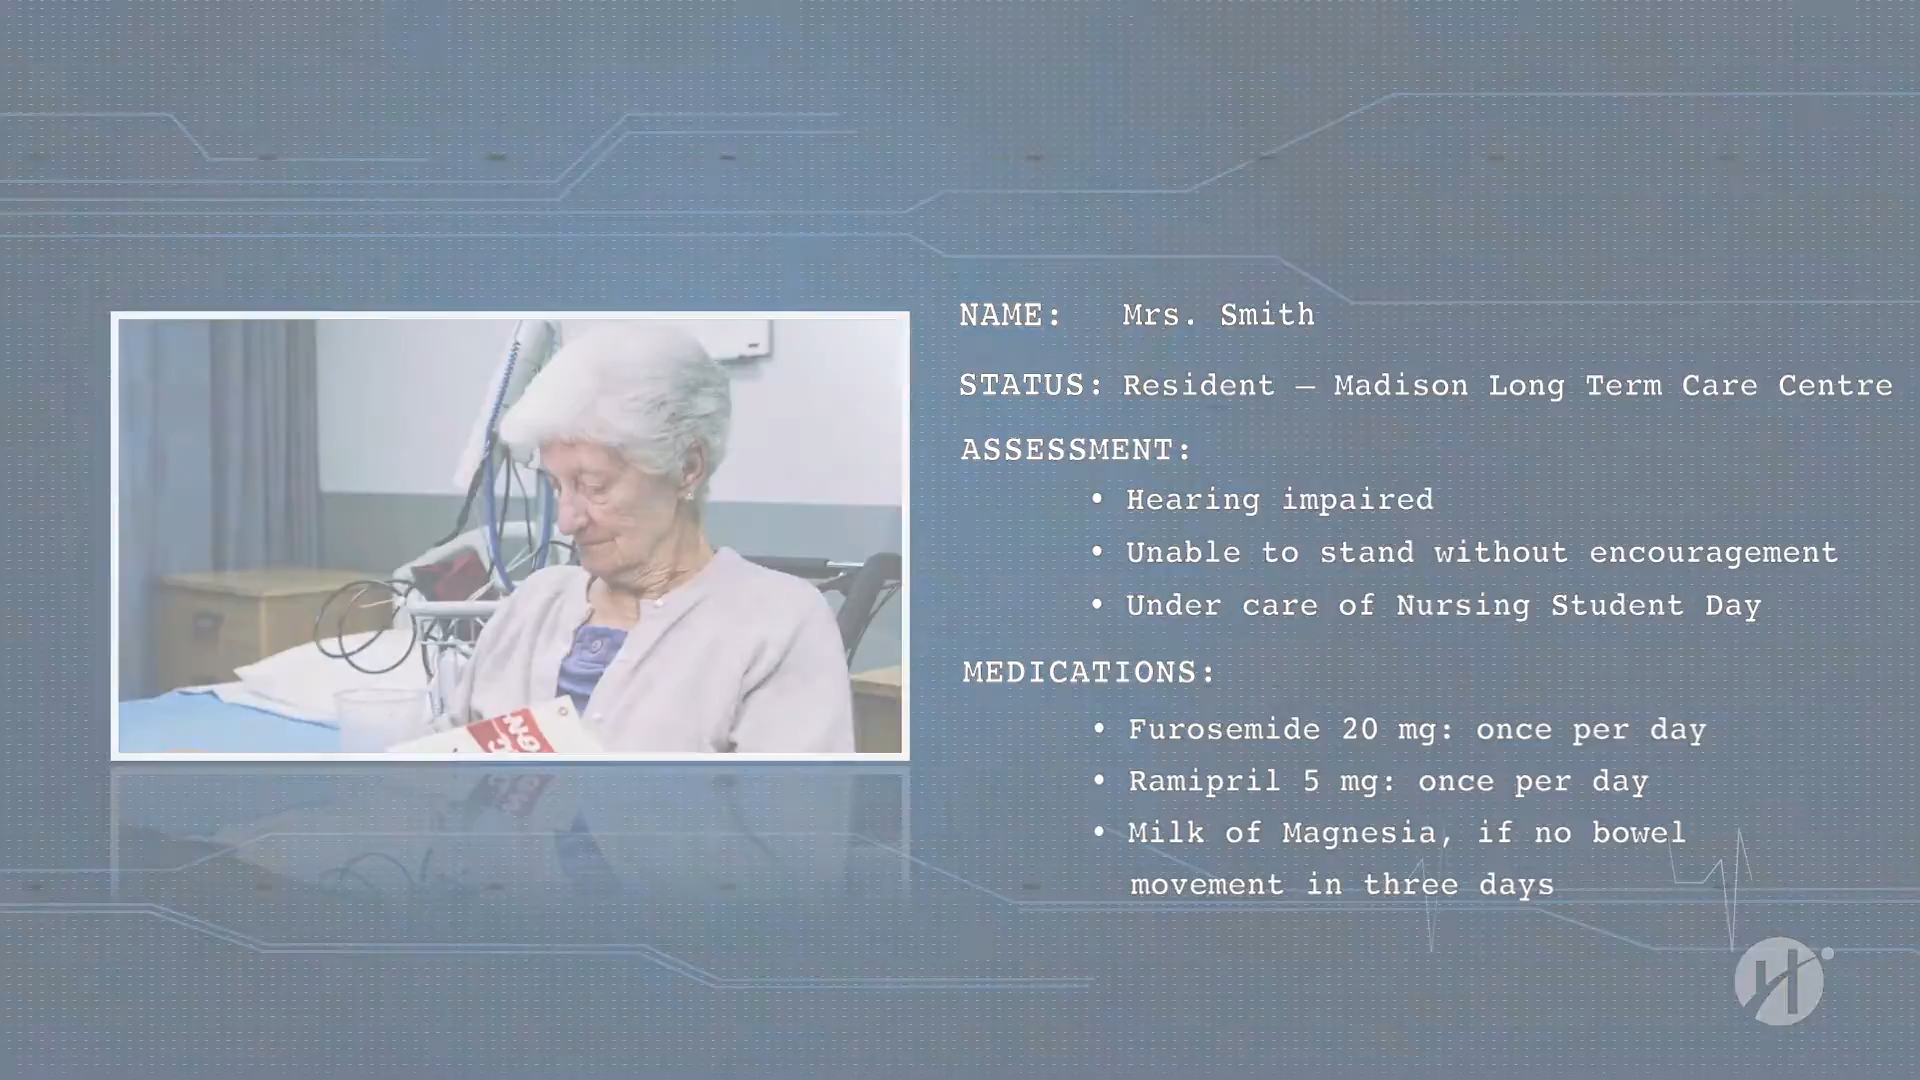 NAME: Mrs. Smith
STATUS: Resident – Madison Long Term Care Centre
ASSESSMENT:
• Hearing impaired
• Unable to stand without encouragement
• Under care of Nursing Student Day
MEDICATIONS:
• Furosemide 20 mg: once per day
• Ramipril 5 mg: once per day
• Milk of Magnesia, if no bowel
movement in three days